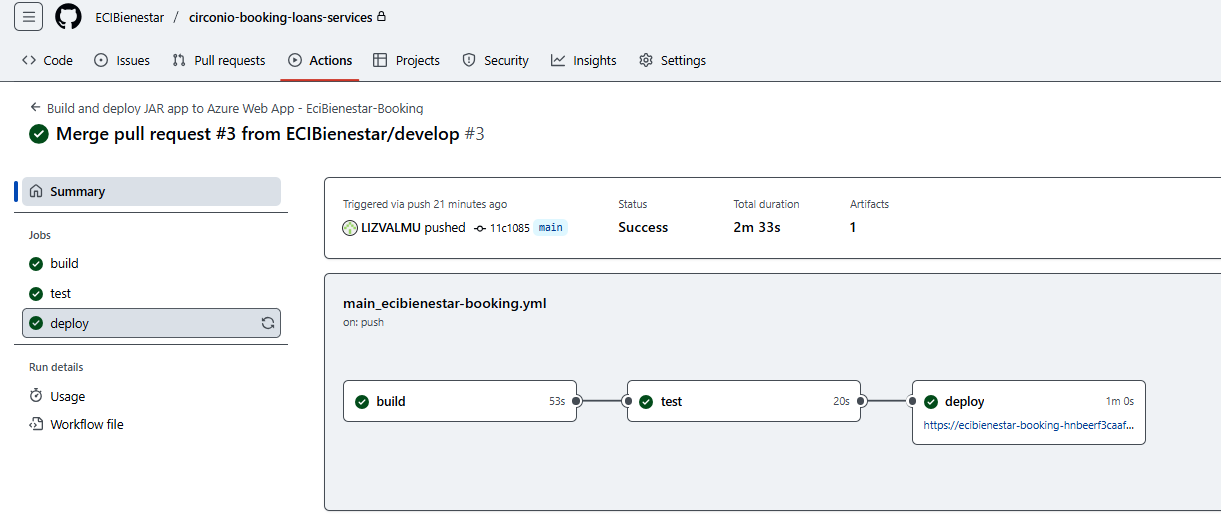 ECIBienestar / circonio-booking-loans-services
Code Issues Pull requests Actions Projects Security Insights Settings
← Build and deploy JAR app to Azure Web App - EciBienestar-Booking
Merge pull request #3 from ECIBienestar/develop #3
Summary
Jobs
build
test
deploy
Run details
Usage
Workflow file
Triggered via push 21 minutes ago
LIZVALMU pushed 11c1085 main
Status
Success
Total duration
2m 33s
Artifacts
1
main_ecibienestar-booking.yml
on: push
build 53s
test 20s
deploy 1m 0s
https://ecibienestar-booking-hnbeerf3caaf...